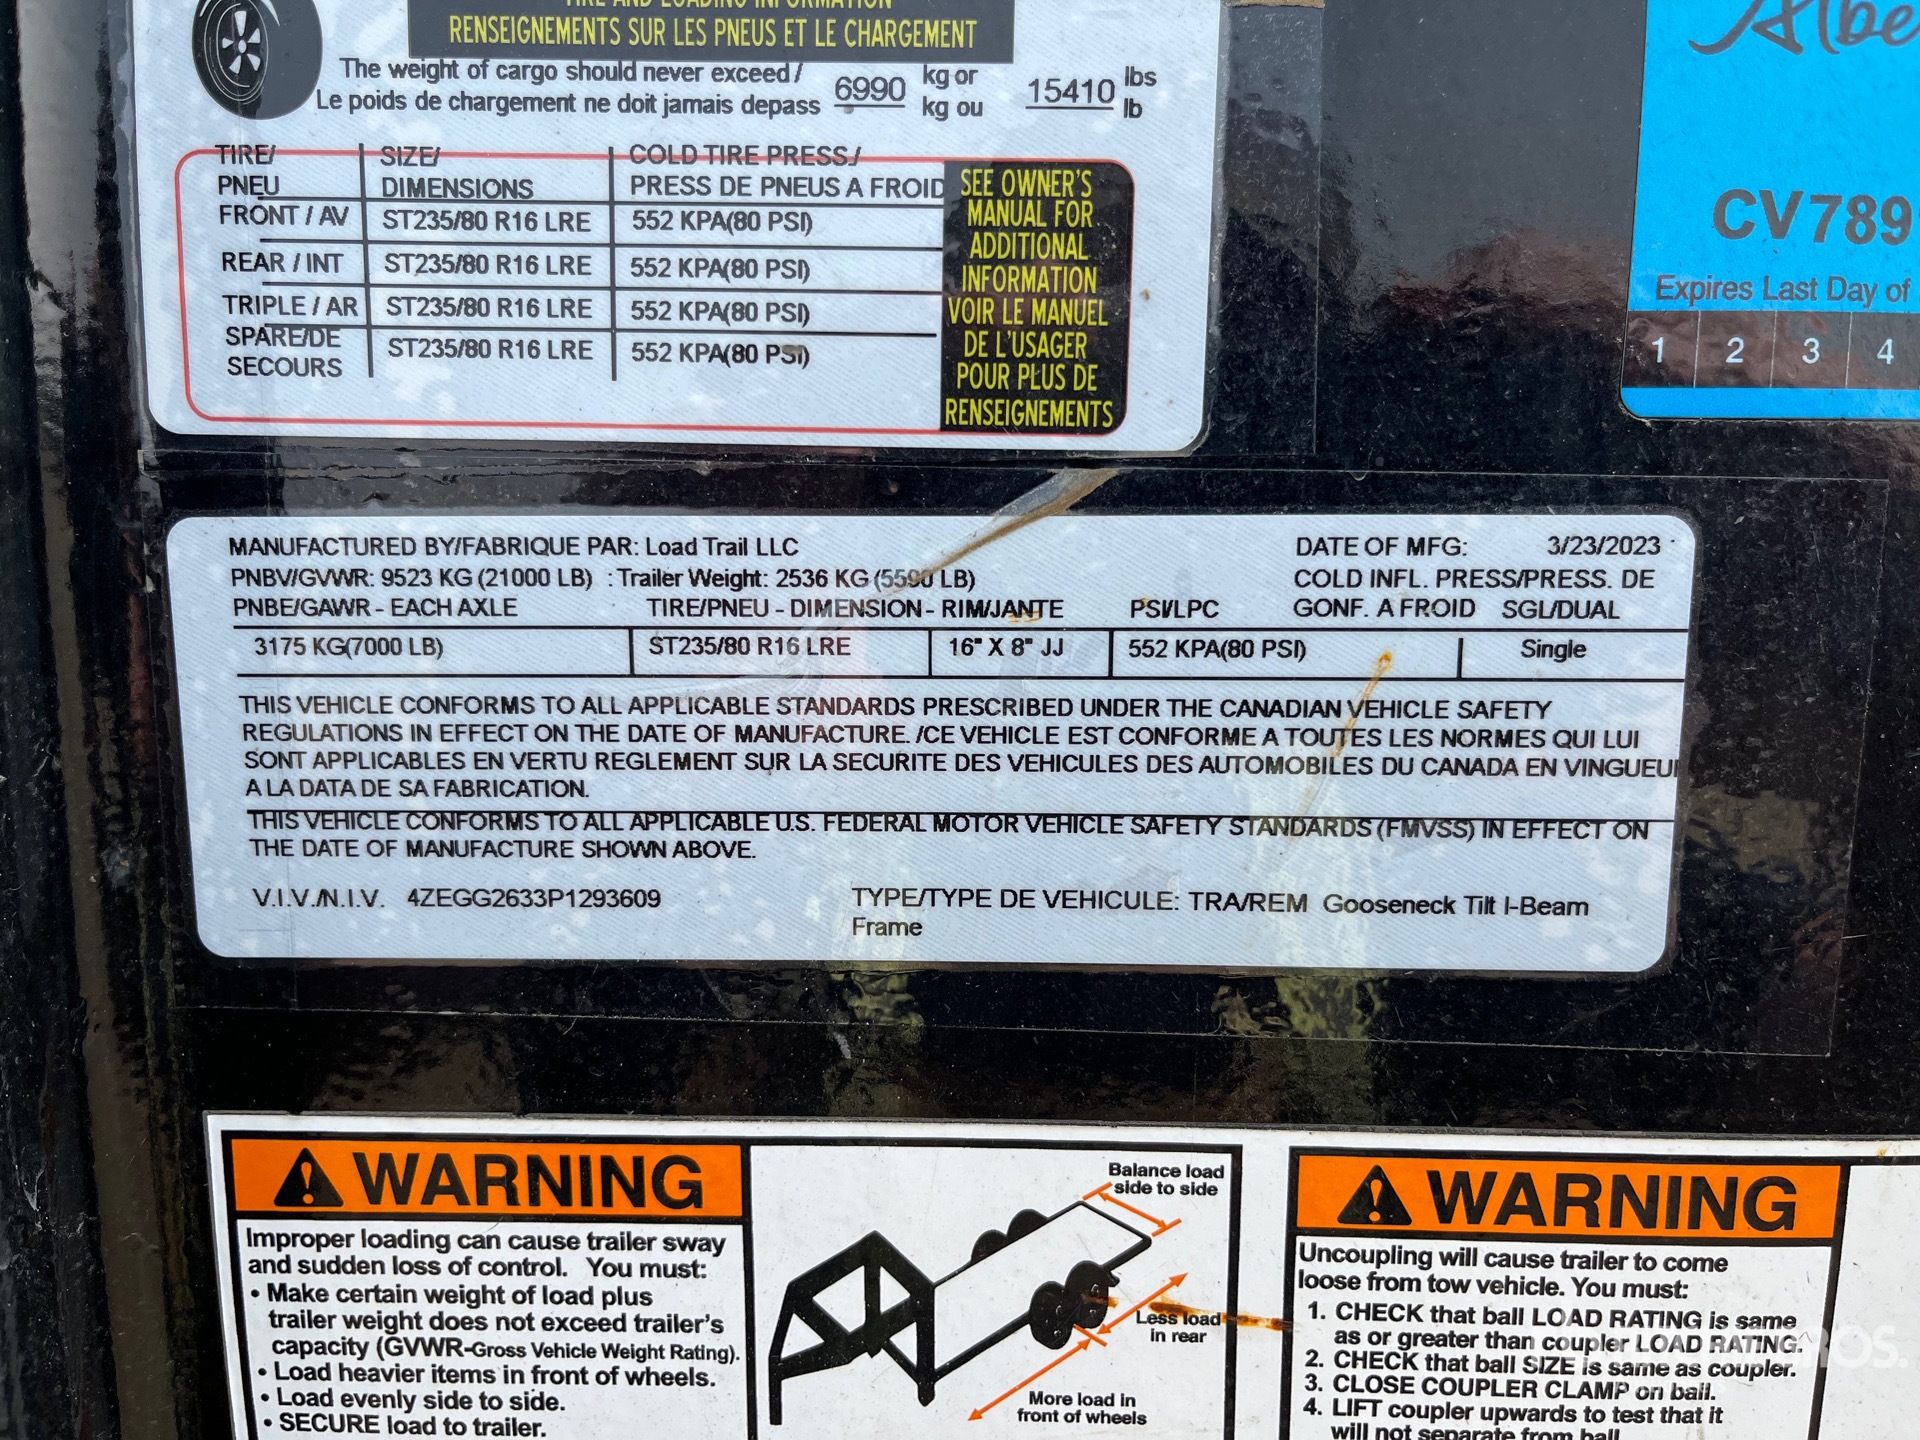 TIRE AND LOADING INFORMATION
RENSEIGNEMENTS SUR LES PNEUS ET LE CHARGEMENT
The weight of cargo should never exceed / 6990 kg or 15410 lbs
Le poids de chargement ne doit jamais depass kg ou lb
TIRE/ SIZE/ COLD TIRE PRESS./
PNEU DIMENSIONS PRESS DE PNEUS A FROID
FRONT / AV ST235/80 R16 LRE 552 KPA(80 PSI)
REAR / INT ST235/80 R16 LRE 552 KPA(80 PSI)
TRIPLE / AR ST235/80 R16 LRE 552 KPA(80 PSI)
SPARE/DE ST235/80 R16 LRE 552 KPA(80 PSI)
SECOURS
SEE OWNER'S
MANUAL FOR
ADDITIONAL
INFORMATION
VOIR LE MANUEL
DE L'USAGER
POUR PLUS DE
RENSEIGNEMENTS
CV789
Expires Last Day of
1 2 3 4
MANUFACTURED BY/FABRIQUE PAR: Load Trail LLC DATE OF MFG: 3/23/2023
PNBV/GVWR: 9523 KG (21000 LB) : Trailer Weight: 2536 KG (5590 LB) COLD INFL. PRESS/PRESS. DE
PNBE/GAWR - EACH AXLE TIRE/PNEU - DIMENSION - RIM/JANTE PSI/LPC GONF. A FROID SGL/DUAL
3175 KG(7000 LB) ST235/80 R16 LRE 16" X 8" JJ 552 KPA(80 PSI) Single
THIS VEHICLE CONFORMS TO ALL APPLICABLE STANDARDS PRESCRIBED UNDER THE CANADIAN VEHICLE SAFETY
REGULATIONS IN EFFECT ON THE DATE OF MANUFACTURE. /CE VEHICLE EST CONFORME A TOUTES LES NORMES QUI LUI
SONT APPLICABLES EN VERTU REGLEMENT SUR LA SECURITE DES VEHICULES DES AUTOMOBILES DU CANADA EN VINGUEUI
A LA DATA DE SA FABRICATION.
THIS VEHICLE CONFORMS TO ALL APPLICABLE U.S. FEDERAL MOTOR VEHICLE SAFETY STANDARDS (FMVSS) IN EFFECT ON
THE DATE OF MANUFACTURE SHOWN ABOVE.
V.I.V./N.I.V. 4ZEGG2633P1293609 TYPE/TYPE DE VEHICULE: TRA/REM Gooseneck Tilt I-Beam
Frame
WARNING
Improper loading can cause trailer sway
and sudden loss of control. You must:
• Make certain weight of load plus
trailer weight does not exceed trailer's
capacity (GVWR-Gross Vehicle Weight Rating).
• Load heavier items in front of wheels.
• Load evenly side to side.
• SECURE load to trailer.
Balance load
side to side
Less load
in rear
More load in
front of wheels
WARNING
Uncoupling will cause trailer to come
loose from tow vehicle. You must:
1. CHECK that ball LOAD RATING is same
as or greater than coupler LOAD RATING.
2. CHECK that ball SIZE is same as coupler.
3. CLOSE COUPLER CLAMP on ball.
4. LIFT coupler upwards to test that it
will not separate from ball.